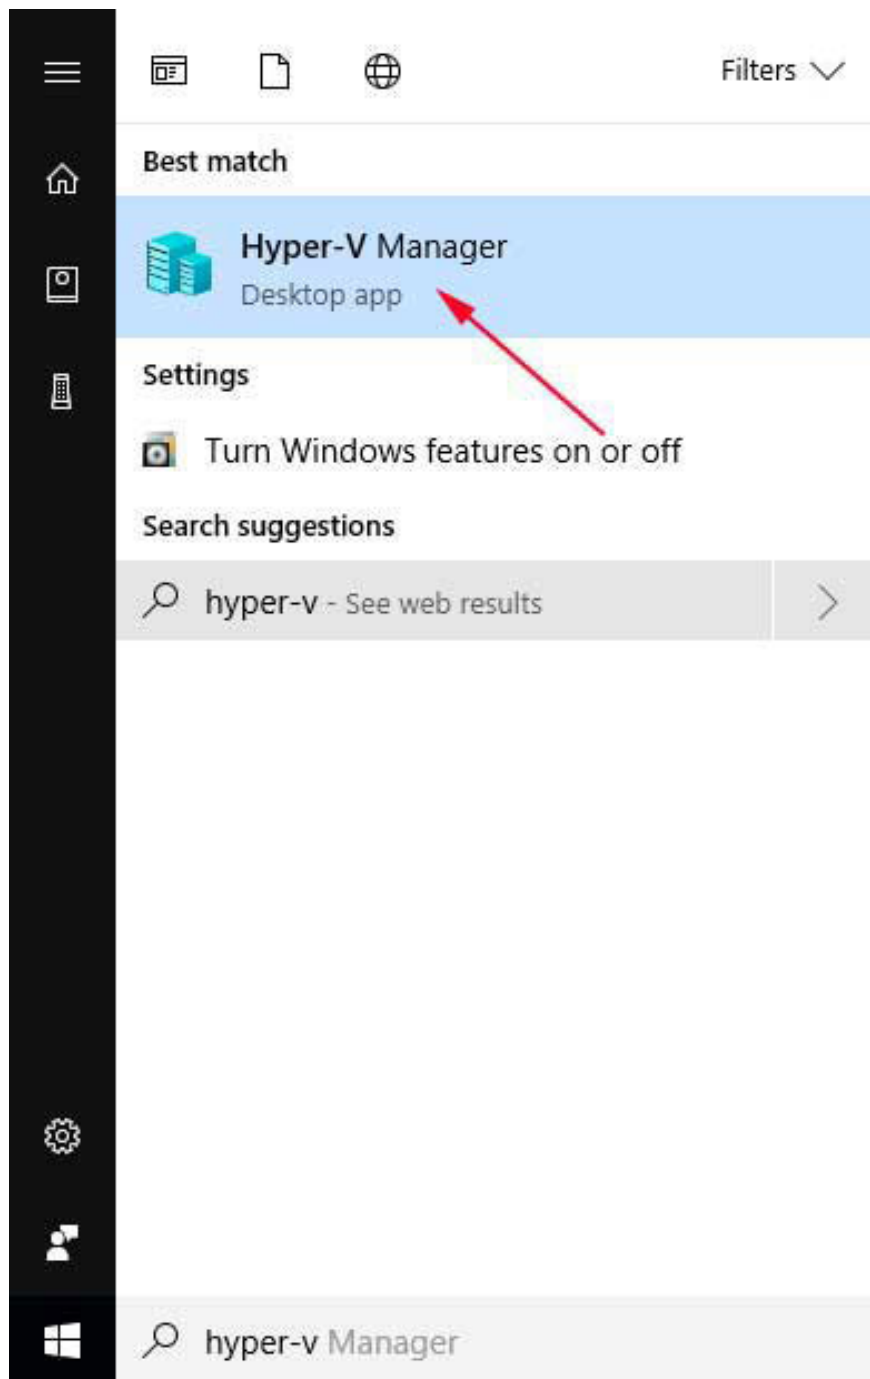 Filters
Best match
Hyper-V Manager
Desktop app
Settings
Turn Windows features on or off
Search suggestions
hyper-v - See web results
hyper-v Manager